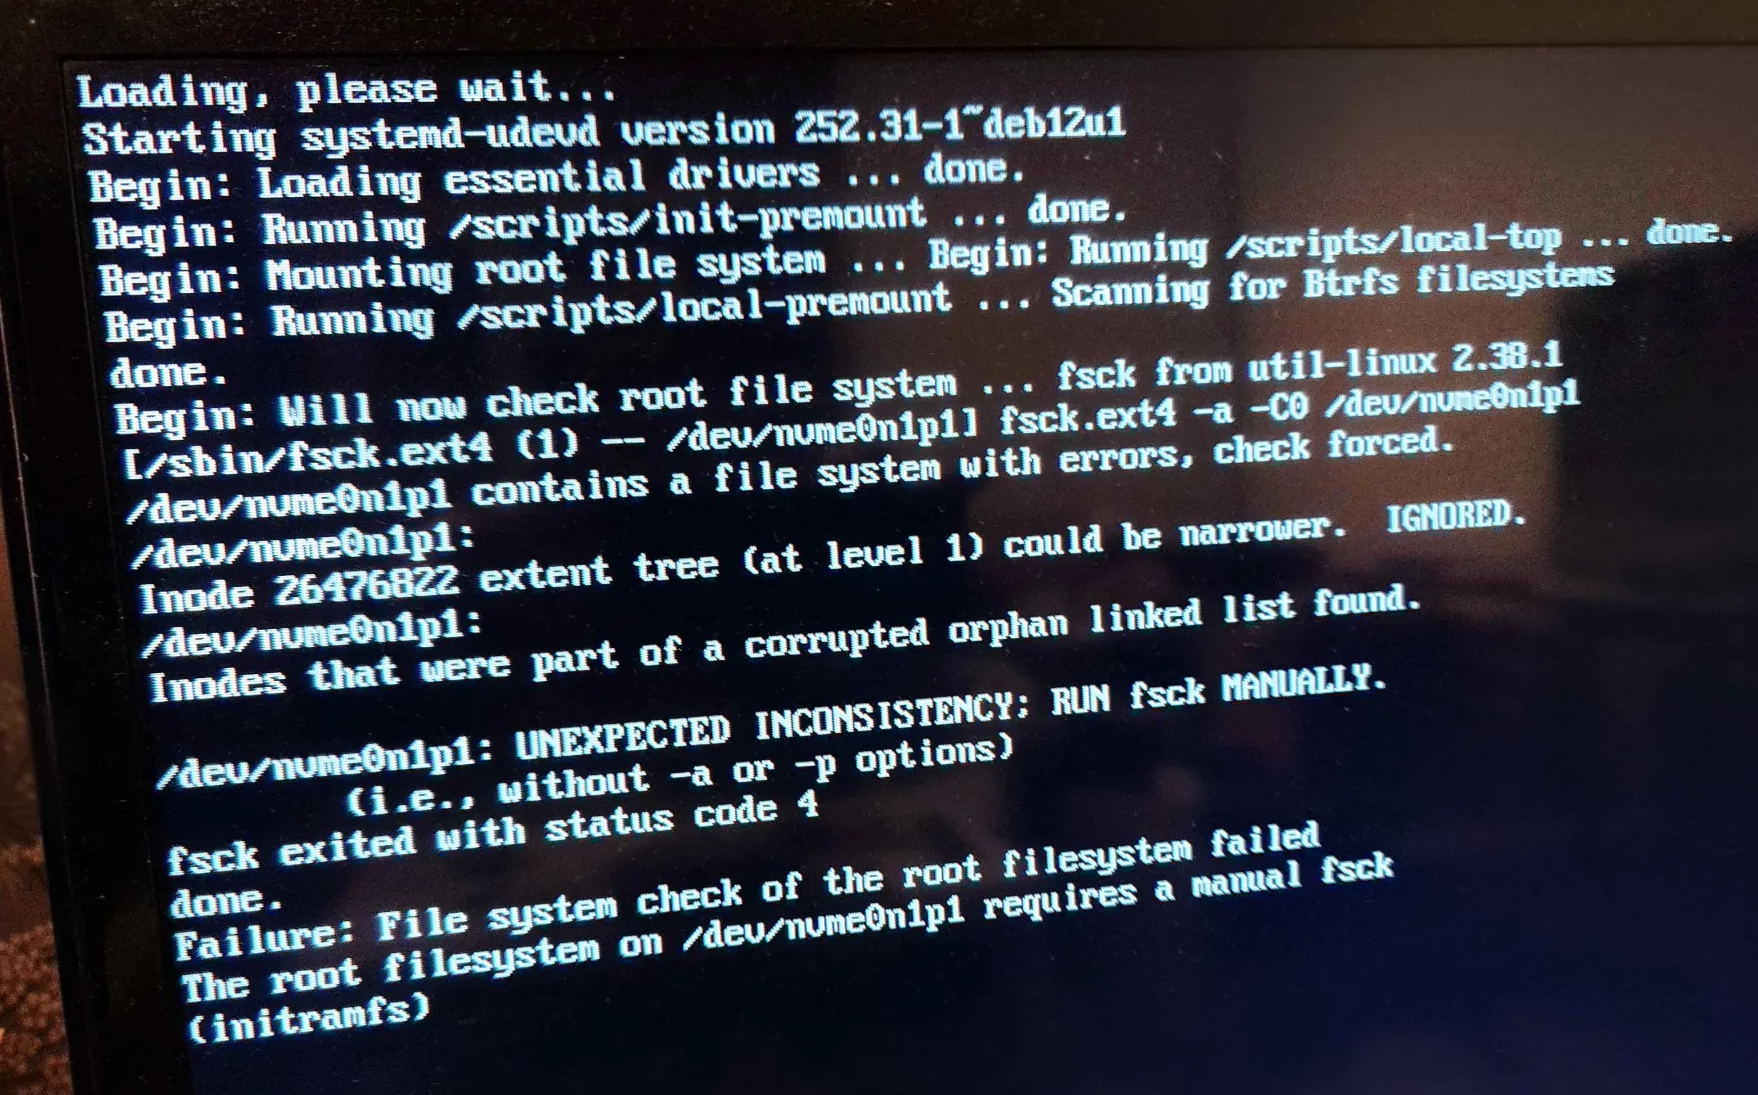 Loading, please wait...
Starting systemd-udevd version 252.31-1~deb12u1
Begin: Loading essential drivers ... done.
Begin: Running /scripts/init-premount ... done.
Begin: Mounting root file system ... Begin: Running /scripts/local-top ... done.
Begin: Running /scripts/local-premount ... Scanning for Btrfs filesystems
done.
Begin: Will now check root file system ... fsck from util-linux 2.38.1
[/sbin/fsck.ext4 (1) -- /dev/nvme0n1p1] fsck.ext4 -a -C0 /dev/nvme0n1p1
/dev/nvme0n1p1 contains a file system with errors, check forced.
/dev/nvme0n1p1:
Inode 26476822 extent tree (at level 1) could be narrower.  IGNORED.
/dev/nvme0n1p1:
Inodes that were part of a corrupted orphan linked list found.
/dev/nvme0n1p1: UNEXPECTED INCONSISTENCY; RUN fsck MANUALLY.
(i.e., without -a or -p options)
fsck exited with status code 4
done.
Failure: File system check of the root filesystem failed
The root filesystem on /dev/nvme0n1p1 requires a manual fsck
(initramfs)